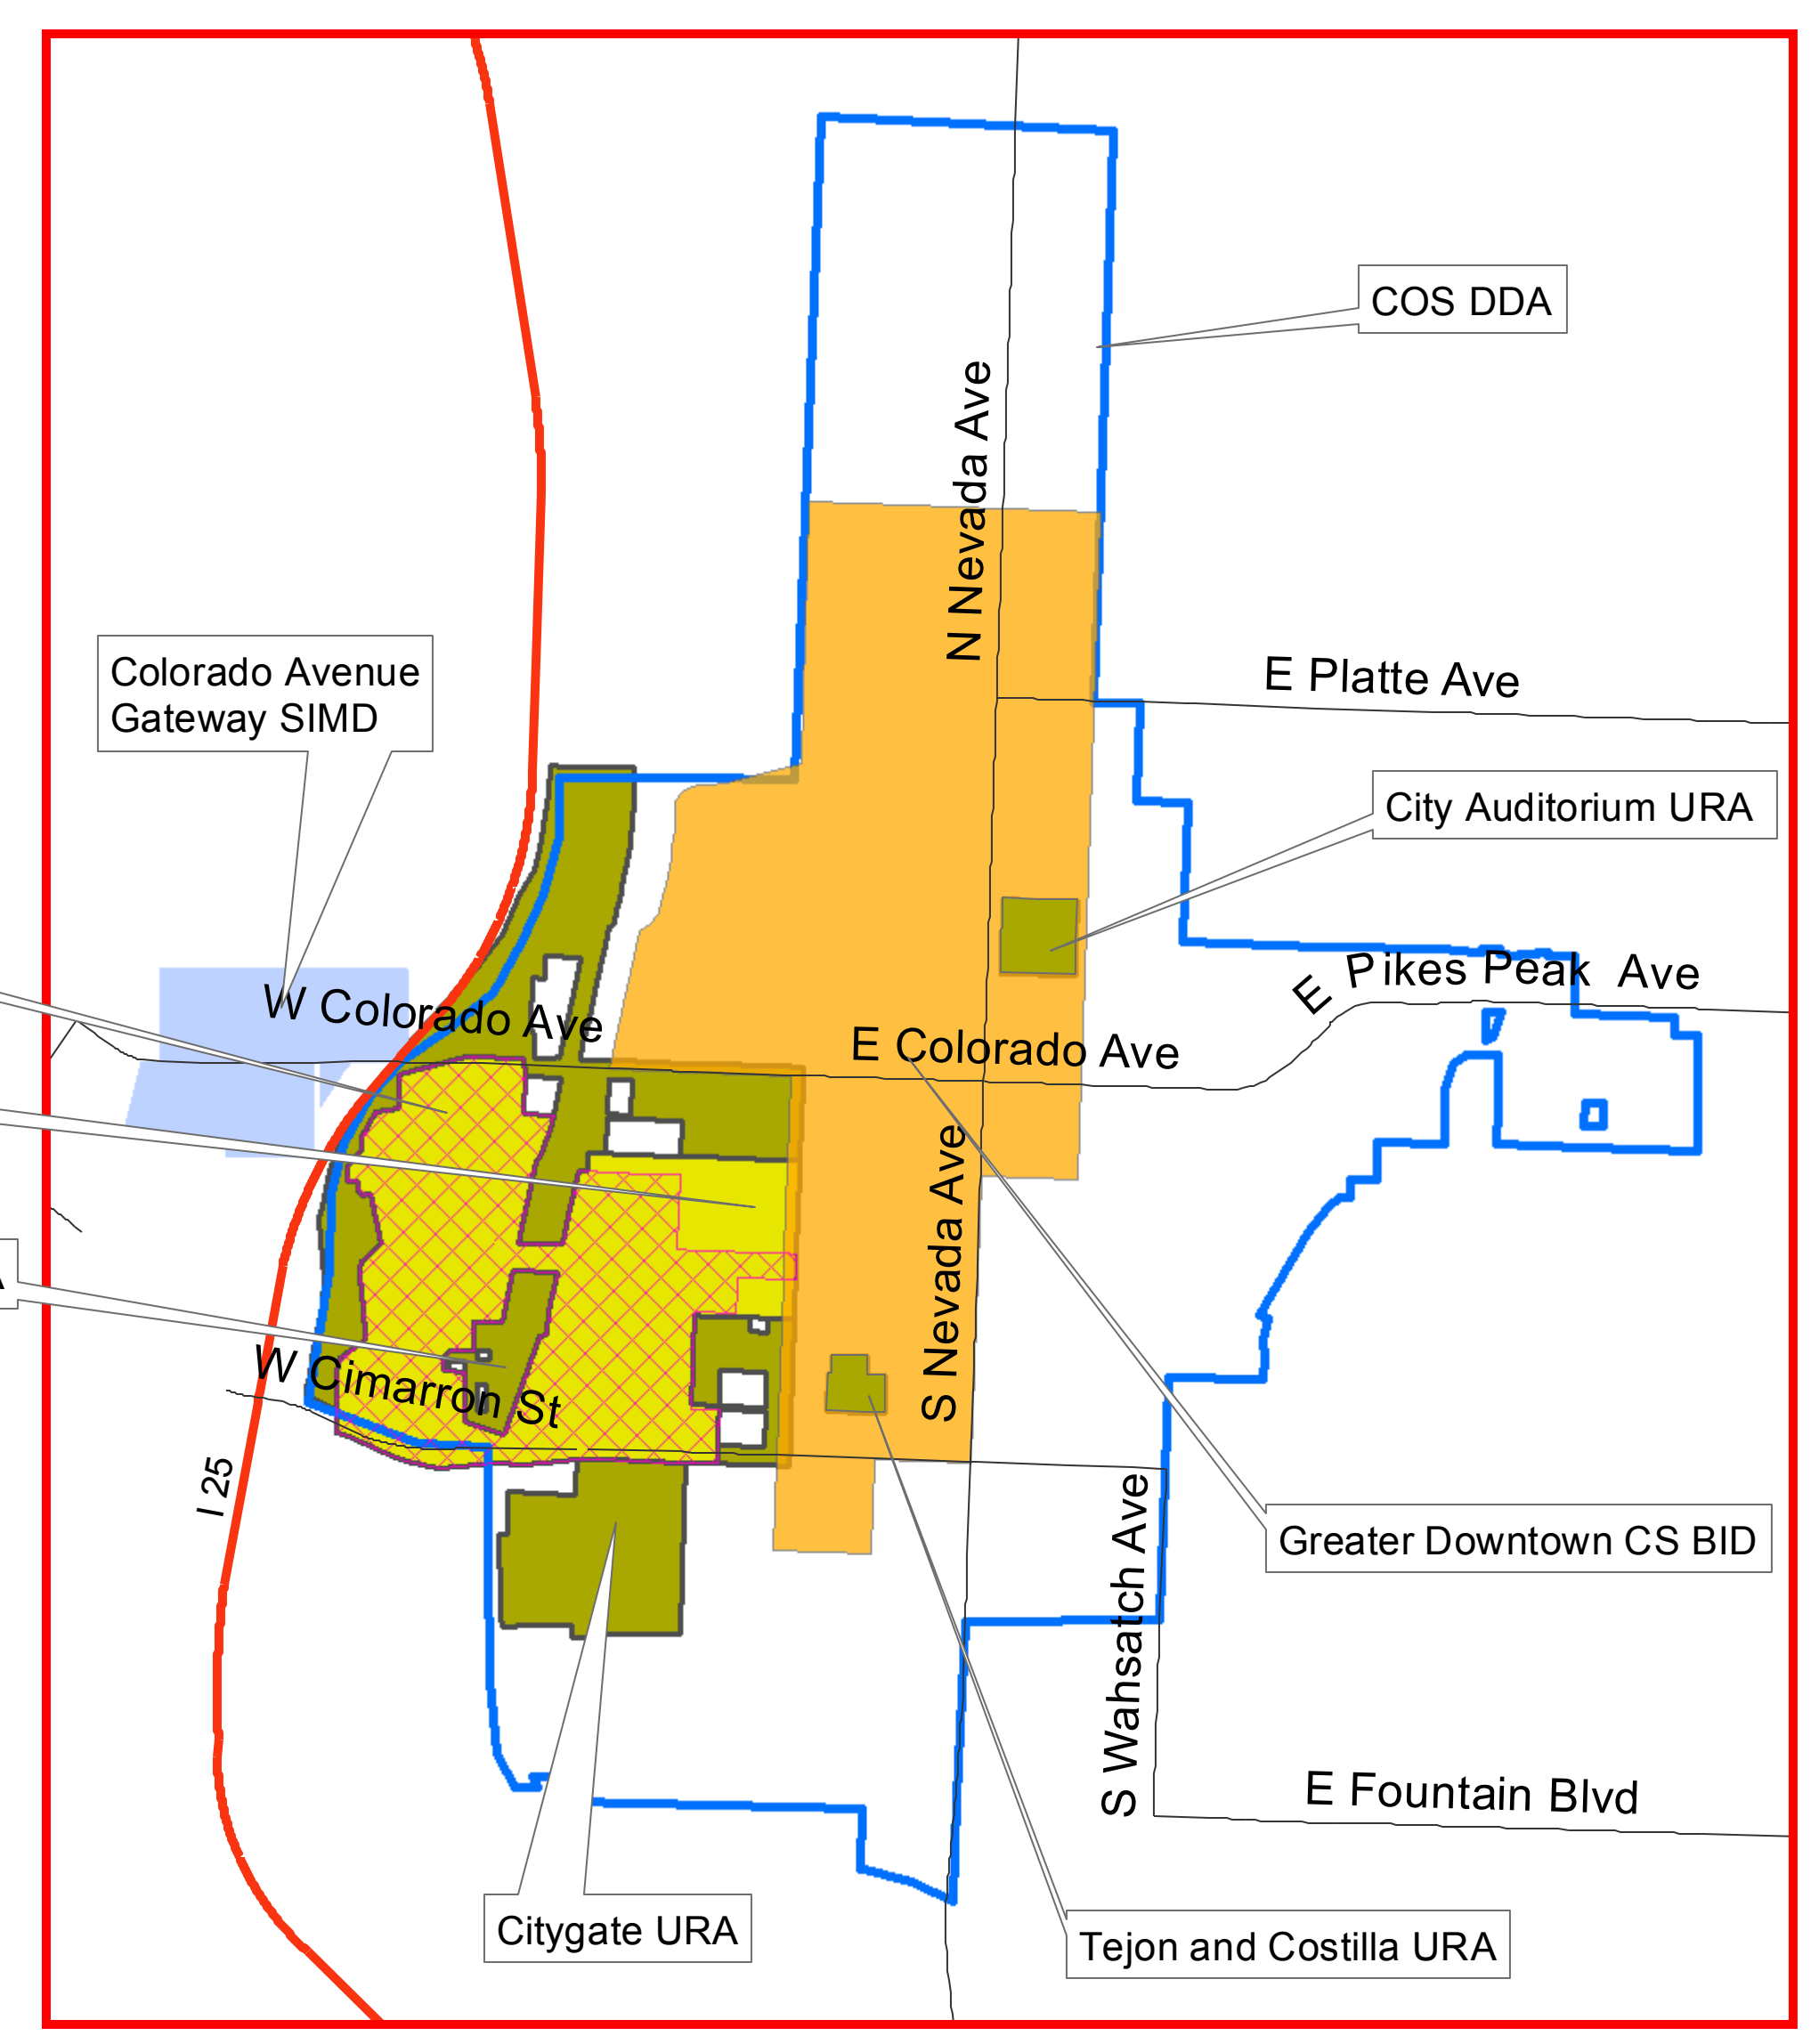 COS DDA
N Nevada Ave
Colorado Avenue
Gateway SIMD
E Platte Ave
City Auditorium URA
E Pikes Peak Ave
W Colorado Ave
E Colorado Ave
A
S Nevada Ave
W Cimarron St
I 25
Greater Downtown CS BID
S Wahsatch Ave
E Fountain Blvd
Citygate URA
Tejon and Costilla URA